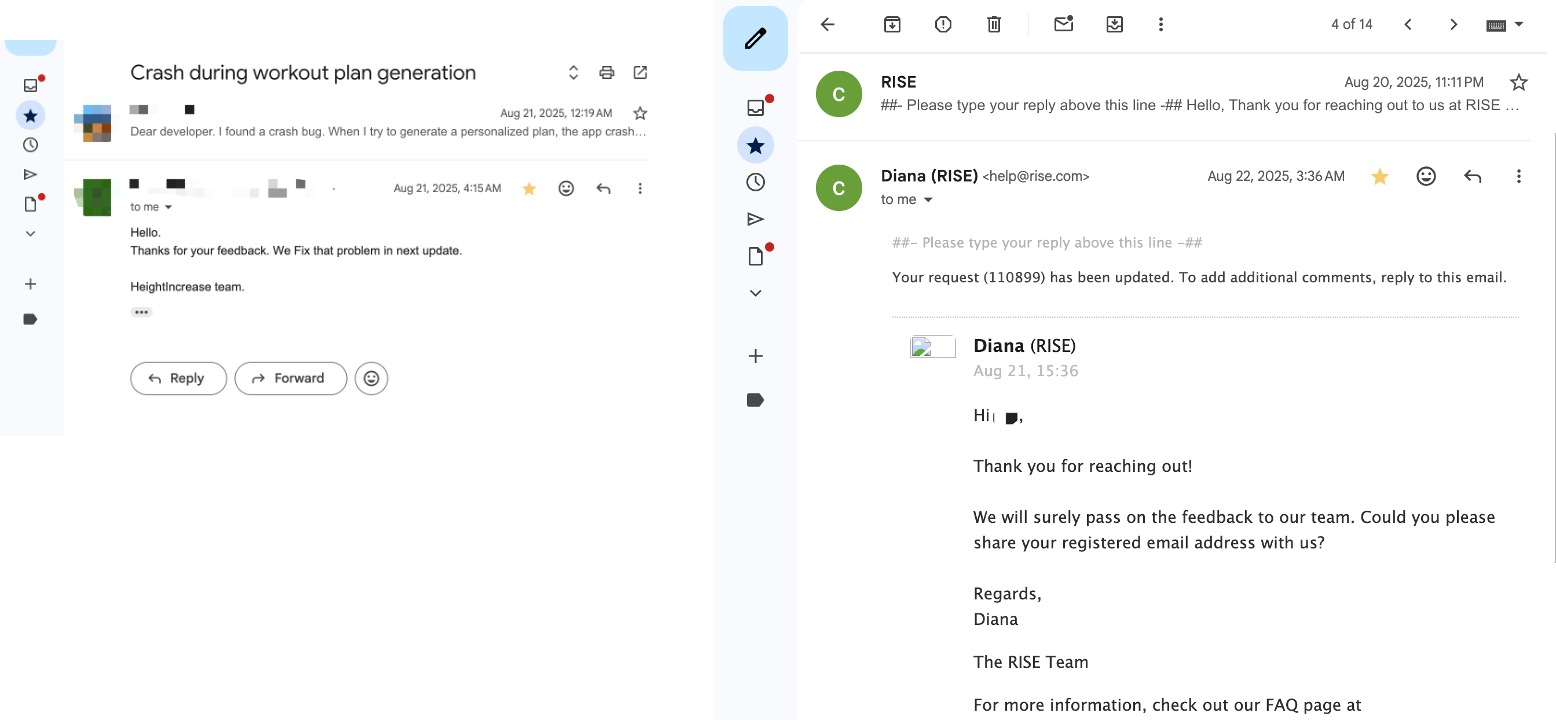 Crash during workout plan generation
Aug 21, 2025, 12:19 AM
Dear developer. I found a crash bug. When I try to generate a personalized plan, the app crash...
Aug 21, 2025, 4:15 AM
to me
Hello.
Thanks for your feedback. We Fix that problem in next update.
HeightIncrease team.
Reply
Forward
4 of 14
C
RISE
Aug 20, 2025, 11:11 PM
##- Please type your reply above this line -## Hello, Thank you for reaching out to us at RISE ...
C
Diana (RISE) <help@rise.com>
Aug 22, 2025, 3:36 AM
to me
##- Please type your reply above this line -##
Your request (110899) has been updated. To add additional comments, reply to this email.
Diana (RISE)
Aug 21, 15:36
Hi ,
Thank you for reaching out!
We will surely pass on the feedback to our team. Could you please
share your registered email address with us?
Regards,
Diana
The RISE Team
For more information, check out our FAQ page at